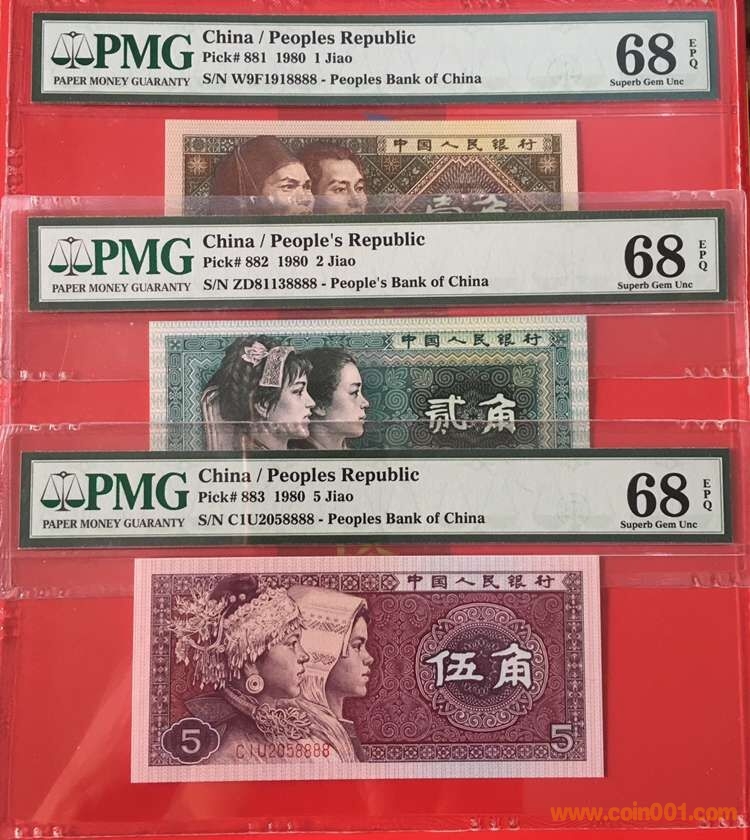 PMG
PAPER MONEY GUARANTY
China / Peoples Republic
Pick# 881 1980 1 Jiao
S/N W9F1918888 - Peoples Bank of China
68
EPQ
Superb Gem Unc
中国人民银行
壹角
PMG
PAPER MONEY GUARANTY
China / People's Republic
Pick# 882 1980 2 Jiao
S/N ZD81138888 - People's Bank of China
68
EPQ
Superb Gem Unc
中国人民银行
贰角
PMG
PAPER MONEY GUARANTY
China / Peoples Republic
Pick# 883 1980 5 Jiao
S/N C1U2058888 - Peoples Bank of China
68
EPQ
Superb Gem Unc
中国人民银行
伍角
5
C1U2058888
5
www.coin001.com